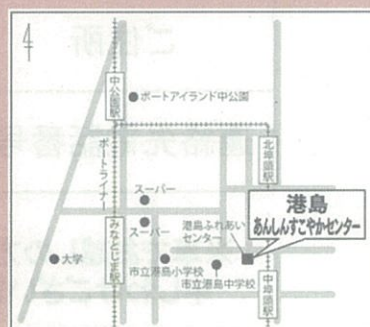 4
中公園駅
ポートアイランド中公園
ポートライナー
北埠頭駅
スーパー
スーパー
みなとじま駅
港島ふれあい
センター
港島
あんしんすこやかセンター
大学
市立港島小学校
市立港島中学校
中埠頭駅